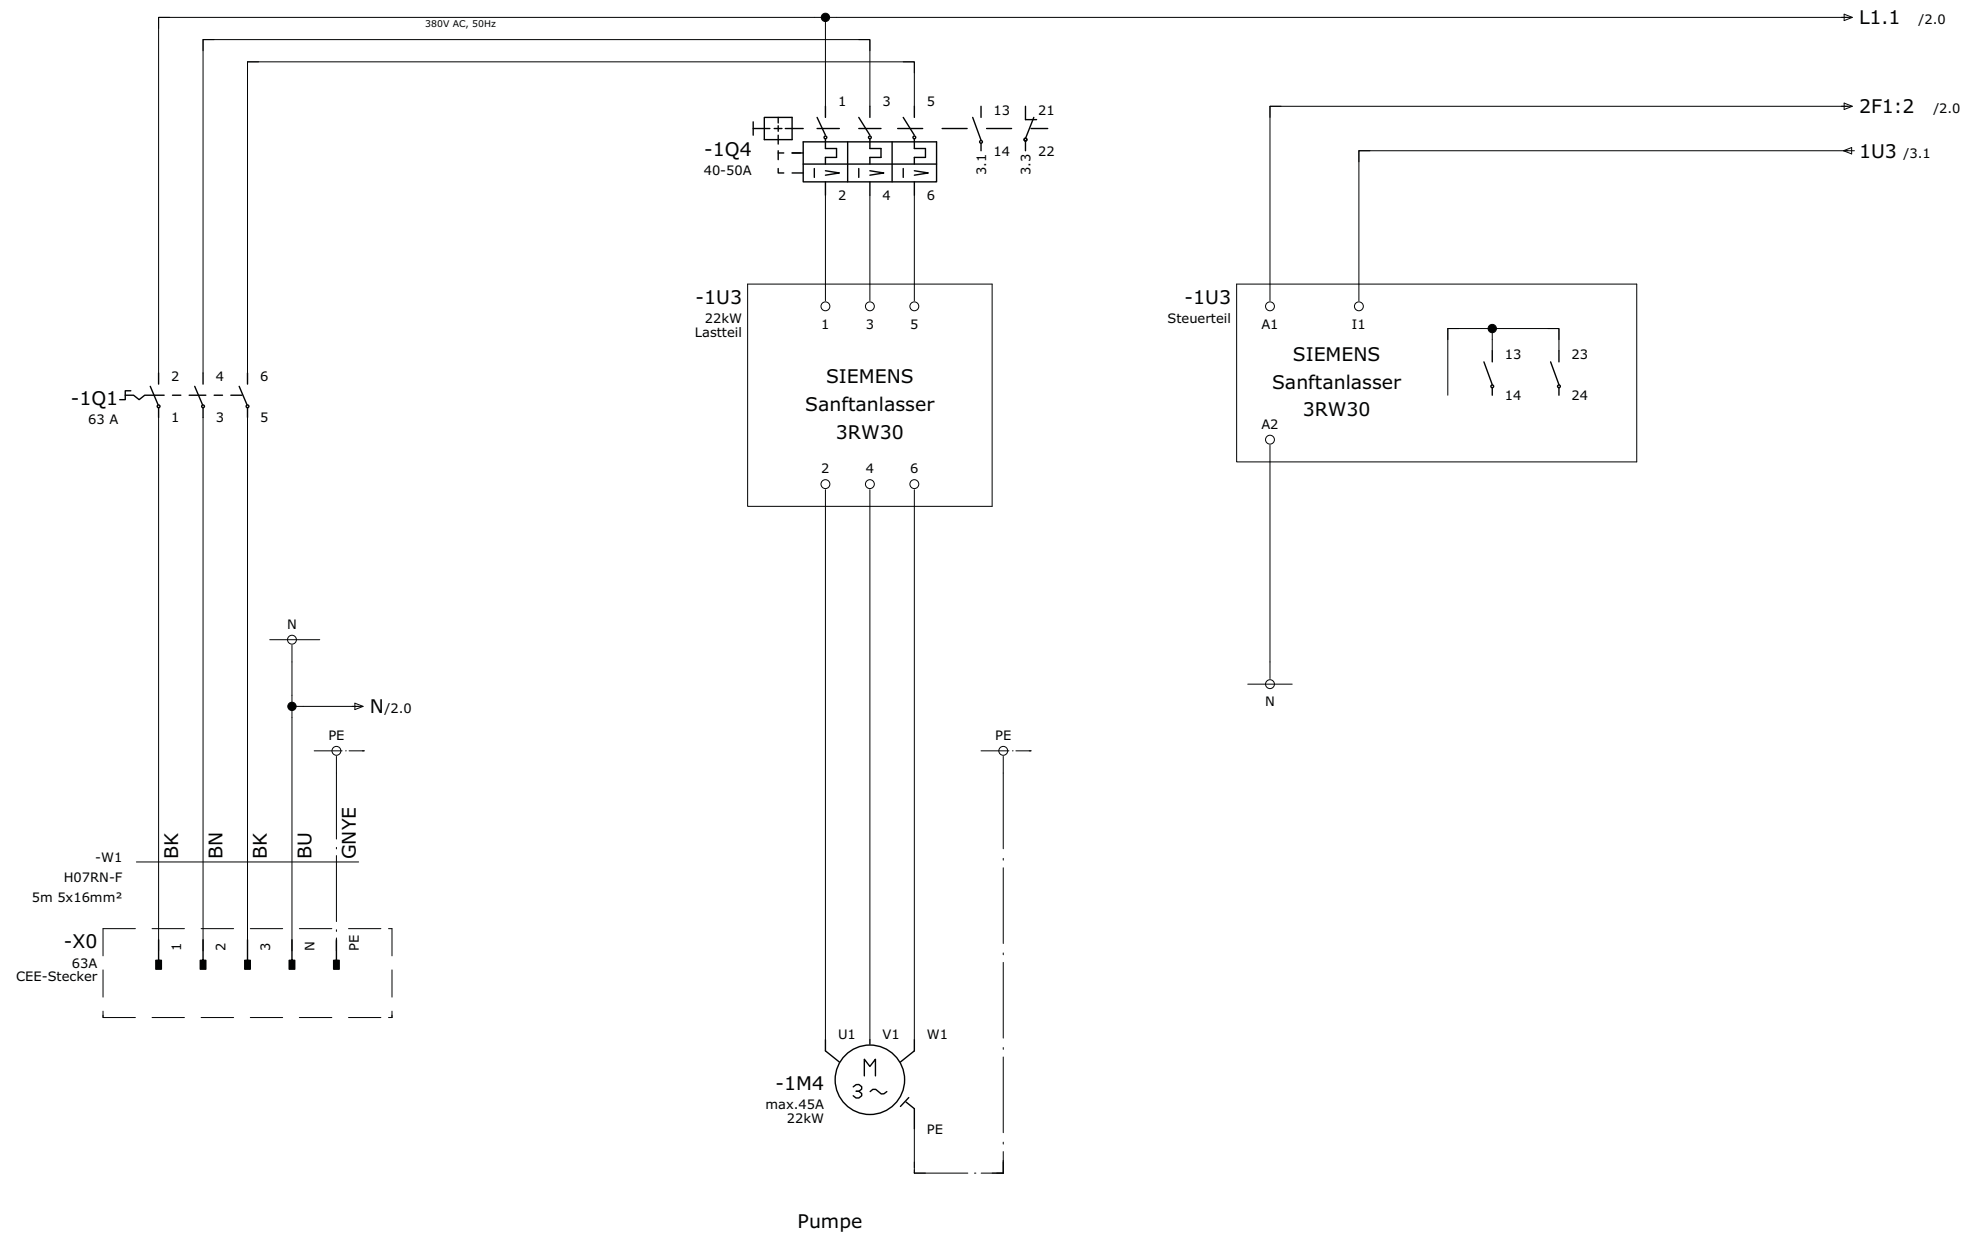 380V AC, 50Hz
L1.1 /2.0
2F1:2 /2.0
1U3 /3.1
1 3 5 13 21
-1Q4
40-50A
14 22
3.1 3.3
2 4 6
-1U3
22kW
Lastteil
1 3 5
SIEMENS
Sanftanlasser
3RW30
2 4 6
-1U3
Steuerteil
A1 I1
SIEMENS
Sanftanlasser
3RW30
13 23
14 24
A2
N
2 4 6
-1Q1
63 A
1 3 5
N
N/2.0
PE
PE
BK BN BK BU GNYE
-W1
H07RN-F
5m 5x16mm²
-X0
63A
CEE-Stecker
1 2 3 N PE
U1 V1 W1
M
3~
-1M4
max.45A
22kW
PE
Pumpe